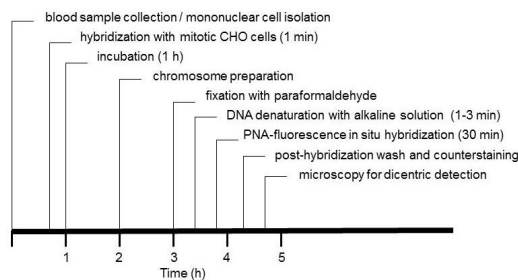 blood sample collection / mononuclear cell isolation
hybridization with mitotic CHO cells (1 min)
incubation (1 h)
chromosome preparation
fixation with paraformaldehyde
DNA denaturation with alkaline solution (1-3 min)
PNA-fluorescence in situ hybridization (30 min)
post-hybridization wash and counterstaining
microscopy for dicentric detection
1 2 3 4 5
Time (h)